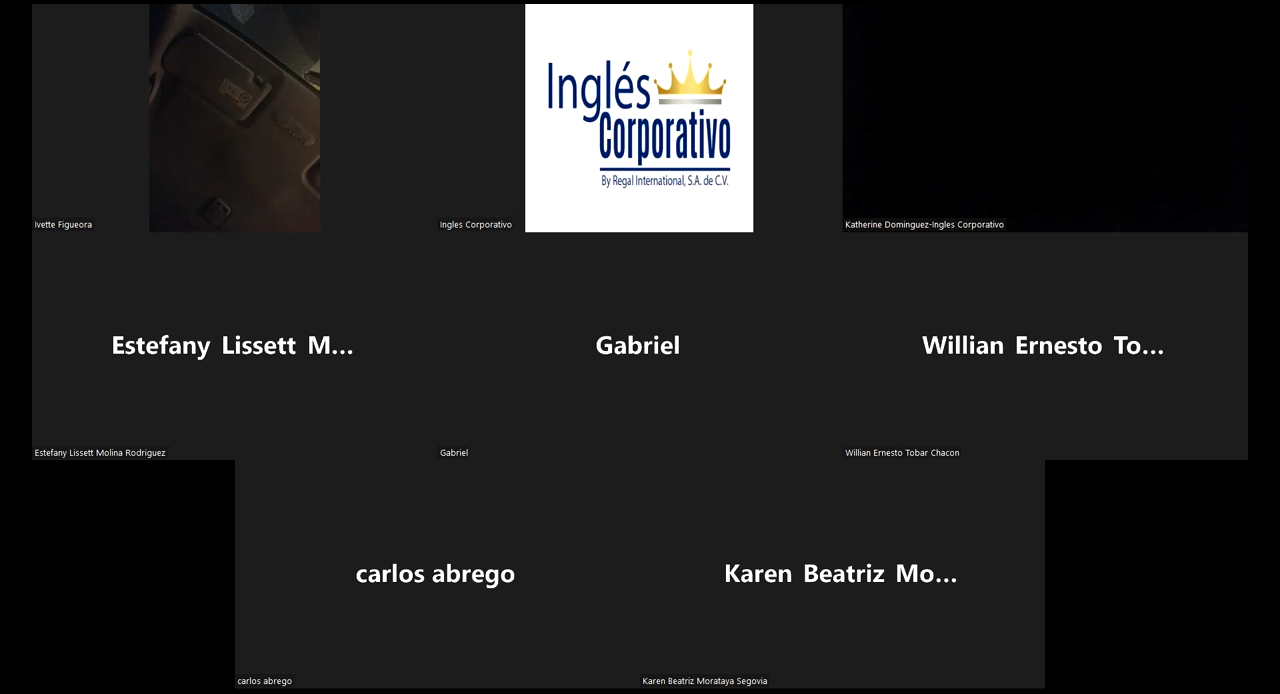 Inglés
Corporativo
By Regal International, S.A. de C.V.
Ivette Figueora
Ingles Corporativo
Katherine Dominguez-Ingles Corporativo
Estefany Lissett M...
Gabriel
Willian Ernesto To...
Estefany Lissett Molina Rodriguez
Gabriel
Willian Ernesto Tobar Chacon
carlos abrego
Karen Beatriz Mo...
carlos abrego
Karen Beatriz Morataya Segovia